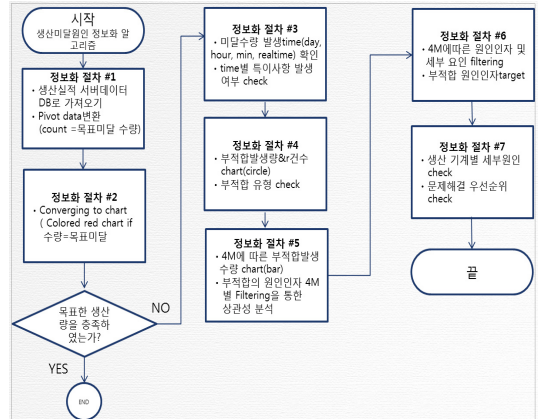 시작
생산미달원인 정보화 알
고리즘
정보화 절차 #1
• 생산실적 서버데이터
DB로 가져오기
• Pivot data변환
(count =목표미달 수량)
정보화 절차 #2
• Converging to chart
( Colored red chart if
수량=목표미달
목표한 생산
량을 충족하
였는가?
NO
YES
END
정보화 절차 #3
• 미달수량 발생time(day,
hour, min, realtime) 확인
• time별 특이사항 발생
여부 check
정보화 절차 #4
• 부적합발생량&r건수
chart(circle)
• 부적합 유형 check
정보화 절차 #5
• 4M에 따른 부적합발생
수량 chart(bar)
• 부적합의 원인인자 4M
별 Filtering을 통한
상관성 분석
정보화 절차 #6
• 4M에따른 원인인자 및
세부 요인 filtering
• 부적합 원인인자target
정보화 절차 #7
• 생산 기계별 세부원인
check
• 문제해결 우선순위
check
끝